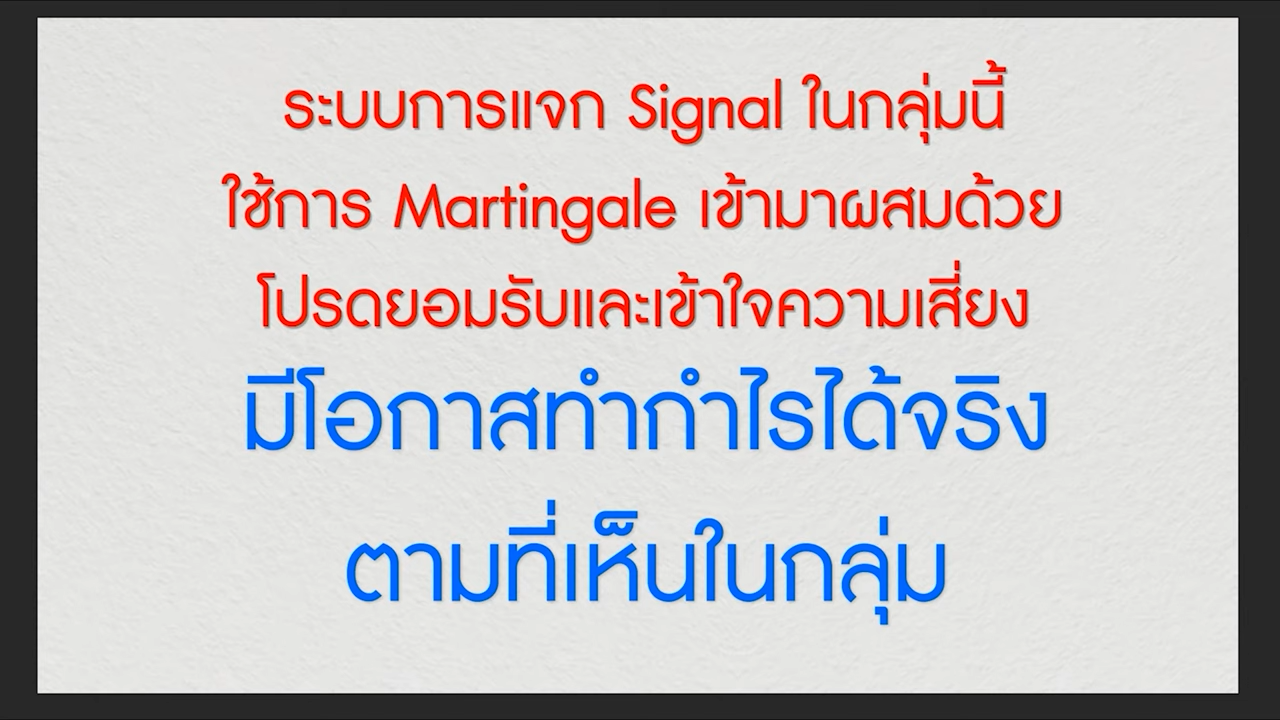 ระบบการแจก Signal ในกลุ่มนี้
ใช้การ Martingale เข้ามาผสมด้วย
โปรดยอมรับและเข้าใจความเสี่ยง
มีโอกาสทำกำไรได้จริง
ตามที่เห็นในกลุ่ม